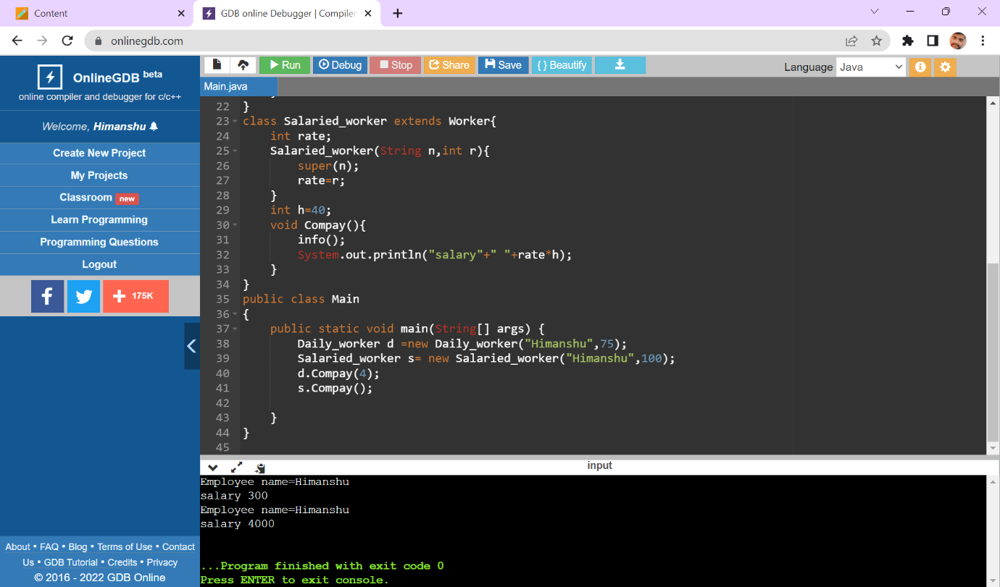 Content
GDB online Debugger | Compiler
onlinegdb.com
OnlineGDB beta
online compiler and debugger for c/c++
Welcome, Himanshu
Create New Project
My Projects
Classroom new
Learn Programming
Programming Questions
Logout
175K
About • FAQ • Blog • Terms of Use • Contact
Us • GDB Tutorial • Credits • Privacy
© 2016 - 2022 GDB Online
Run Debug Stop Share Save { } Beautify
Language Java
Main.java
22 }
23 class Salaried_worker extends Worker{
24 int rate;
25 Salaried_worker(String n,int r){
26 super(n);
27 rate=r;
28 }
29 int h=40;
30 void Compay(){
31 info();
32 System.out.println("salary"+" "+rate*h);
33 }
34 }
35 public class Main
36 {
37 public static void main(String[] args) {
38 Daily_worker d =new Daily_worker("Himanshu",75);
39 Salaried_worker s= new Salaried_worker("Himanshu",100);
40 d.Compay(4);
41 s.Compay();
42
43 }
44 }
45
input
Employee name=Himanshu
salary 300
Employee name=Himanshu
salary 4000
...Program finished with exit code 0
Press ENTER to exit console.